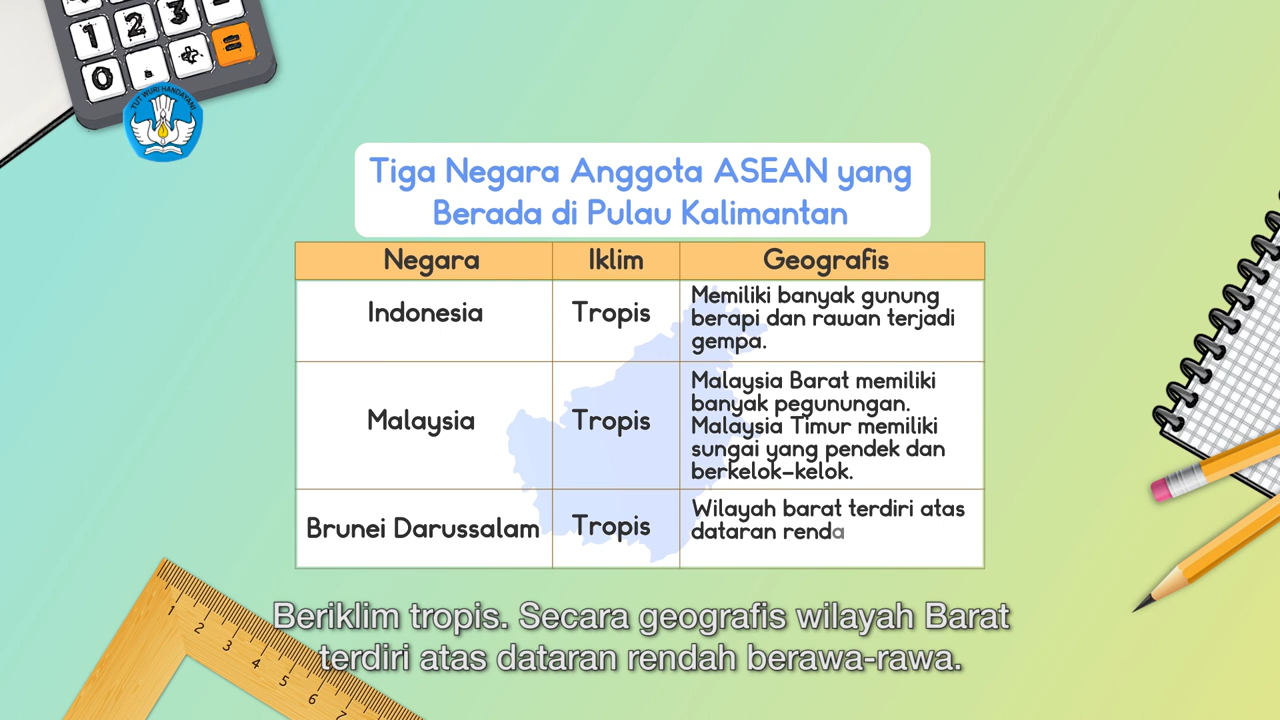 1 2 3 -
0 . ÷ =
TUT WURI HANDAYANI
Tiga Negara Anggota ASEAN yang
Berada di Pulau Kalimantan
Negara Iklim Geografis
Indonesia Tropis
Memiliki banyak gunung
berapi dan rawan terjadi
gempa.
Malaysia Tropis
Malaysia Barat memiliki
banyak pegunungan.
Malaysia Timur memiliki
sungai yang pendek dan
berkelok-kelok.
Brunei Darussalam Tropis
Wilayah barat terdiri atas
dataran renda
Beriklim tropis. Secara geografis wilayah Barat
terdiri atas dataran rendah berawa-rawa.
1 2 3 4 5 6 7